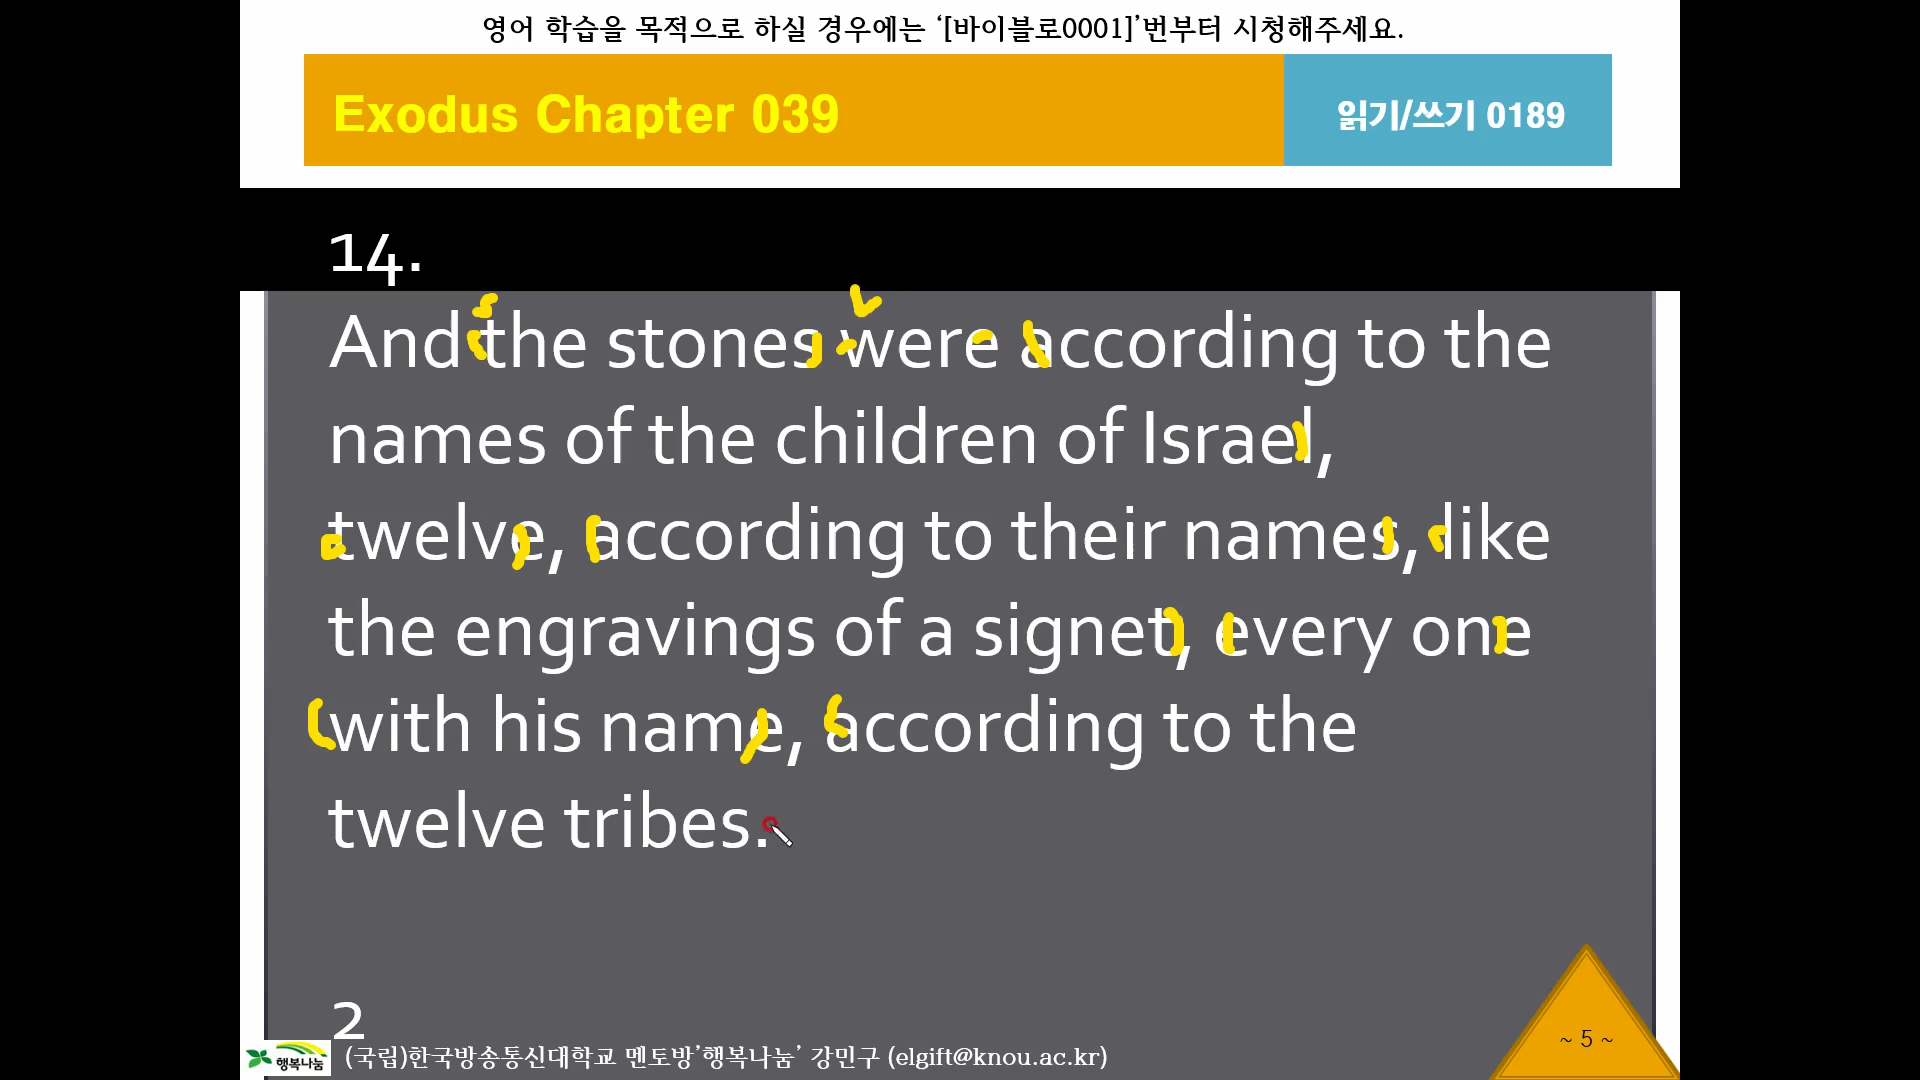 영어 학습을 목적으로 하실 경우에는 ‘[바이블로0001]’번부터 시청해주세요.
Exodus Chapter 039
읽기/쓰기 0189
14.
And the stones were according to the
names of the children of Israel,
twelve, according to their names, like
the engravings of a signet, every one
with his name, according to the
twelve tribes.
2
~ 5 ~
행복나눔
(국립)한국방송통신대학교 멘토방’행복나눔’ 강민구 (elgift@knou.ac.kr)